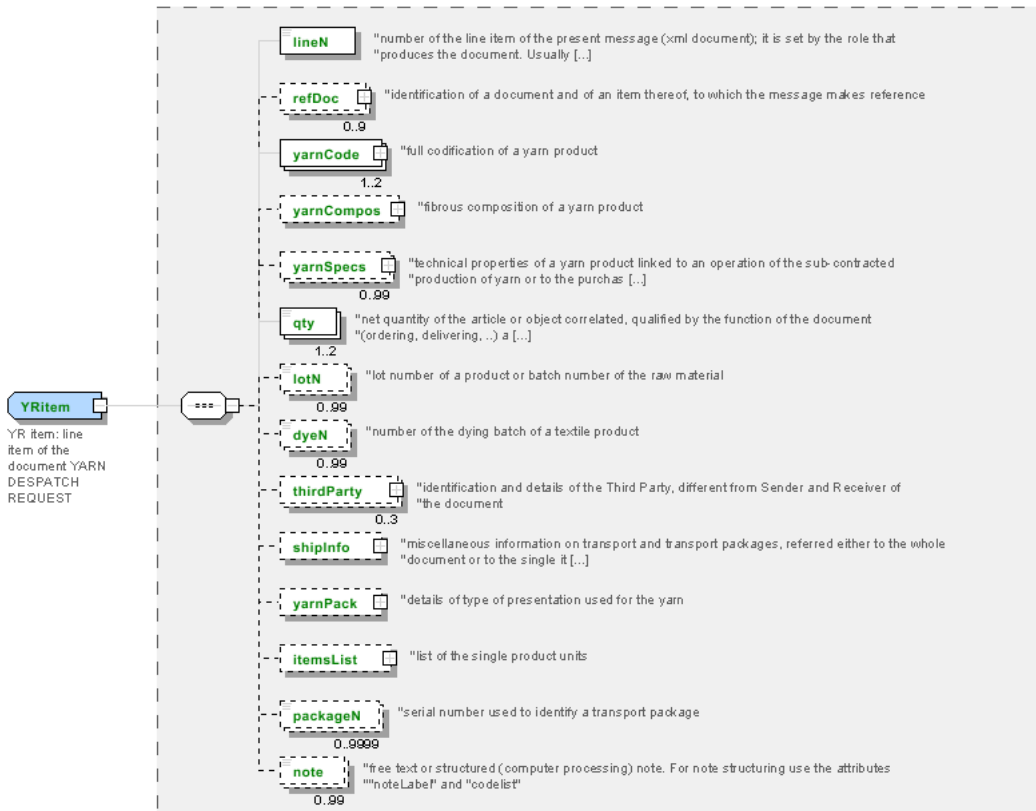 lineN
"number of the line item of the present message (xml document); it is set by the role that
"produces the document. Usually [...]
refDoc
"identification of a document and of an item thereof, to which the message makes reference
0..9
yarnCode
"full codification of a yarn product
1..2
yarnCompos
"fibrous composition of a yarn product
yarnSpecs
"technical properties of a yarn product linked to an operation of the sub-contracted
"production of yarn or to the purchas [...]
0..99
qty
"net quantity of the article or object correlated, qualified by the function of the document
"(ordering, delivering, ..) a [...]
1..2
lotN
"lot number of a product or batch number of the raw material
0..99
YRitem
YR item: line
item of the
document YARN
DESPATCH
REQUEST
dyeN
"number of the dying batch of a textile product
0..99
thirdParty
"identification and details of the Third Party, different from Sender and Receiver of
"the document
0..3
shipInfo
"miscellaneous information on transport and transport packages, referred either to the whole
"document or to the single it [...]
yarnPack
"details of type of presentation used for the yarn
itemsList
"list of the single product units
packageN
"serial number used to identify a transport package
0..9999
note
"free text or structured (computer processing) note. For note structuring use the attributes
""noteLabel" and "codelist"
0..99